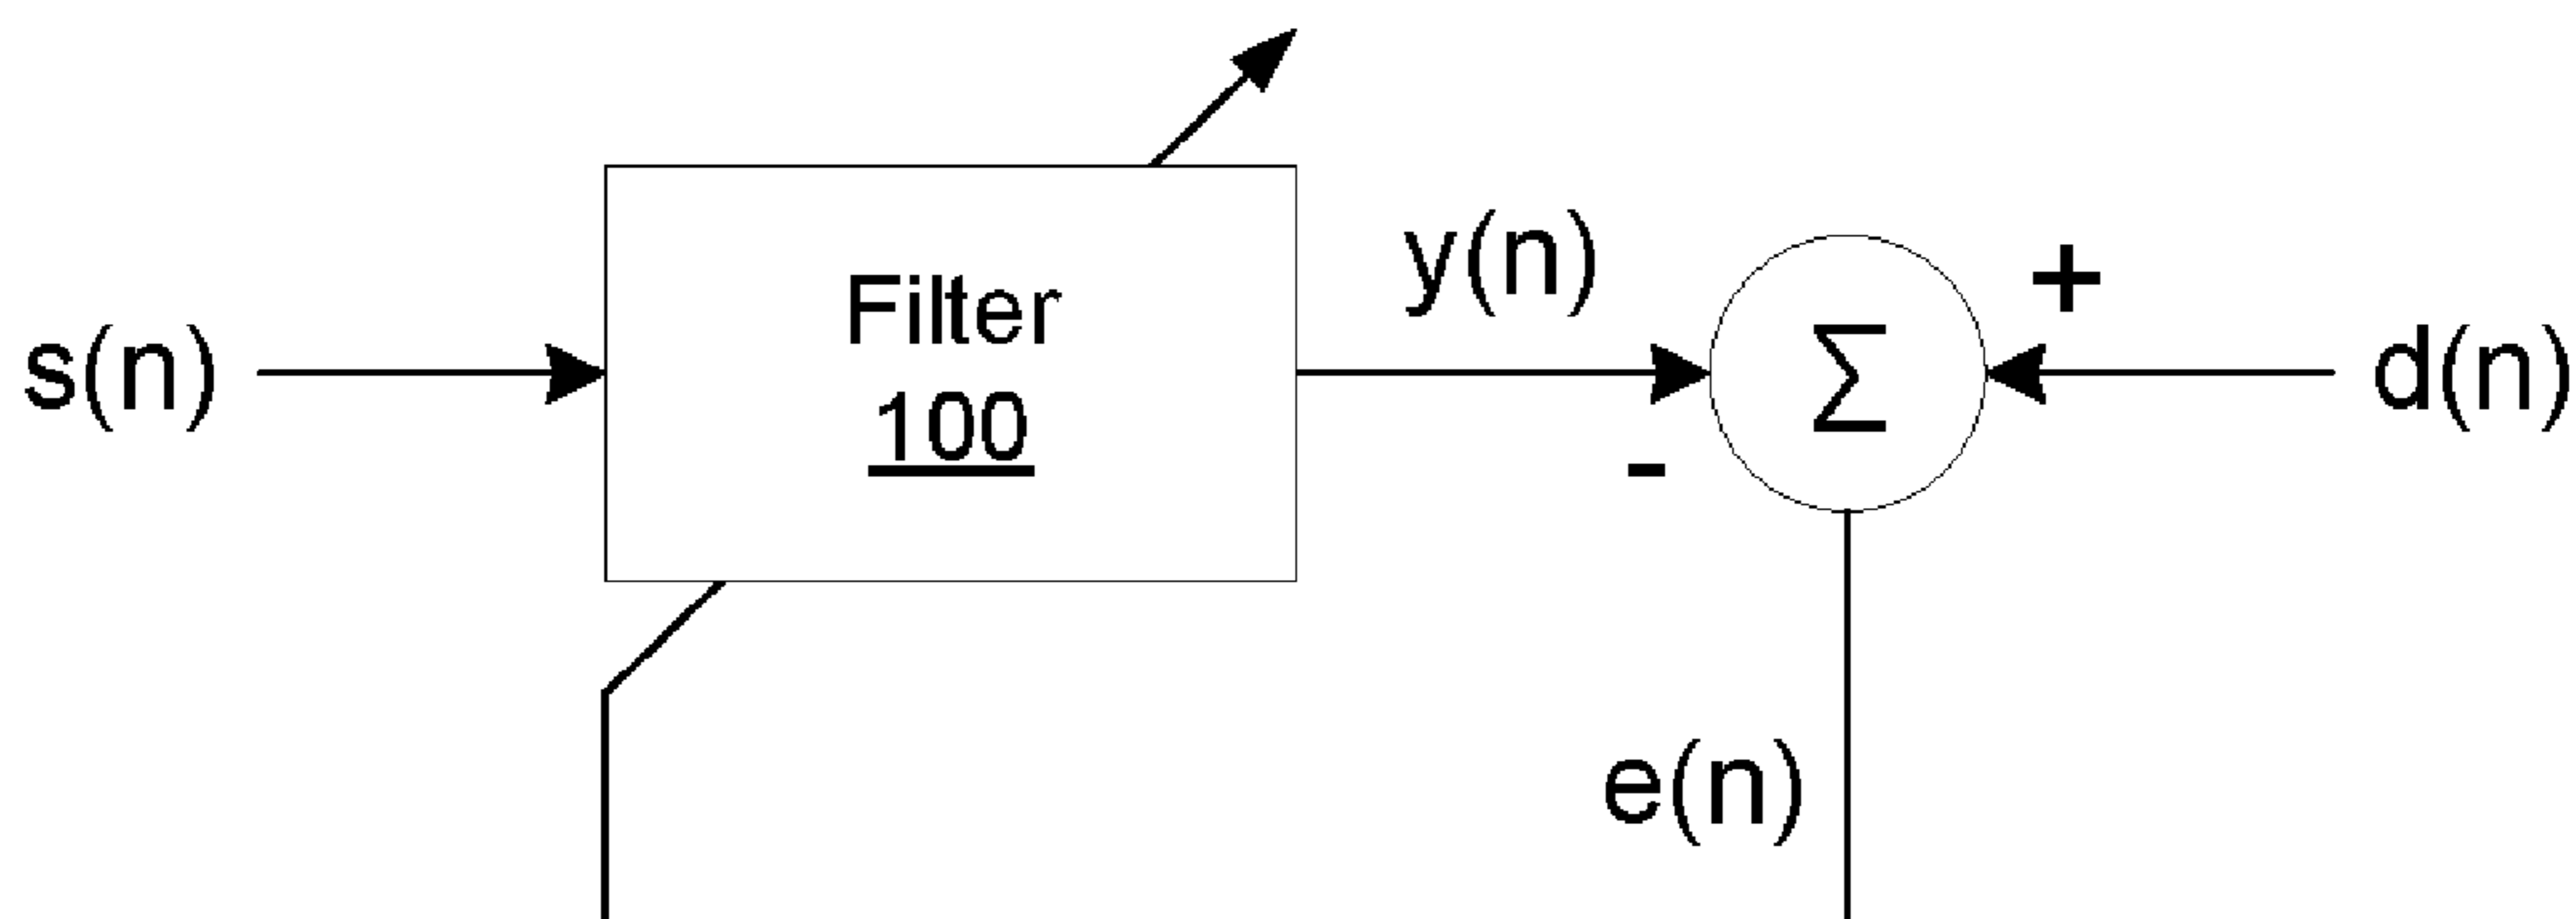 s(n)
Filter
100
y(n)
-
Σ
+
d(n)
e(n)